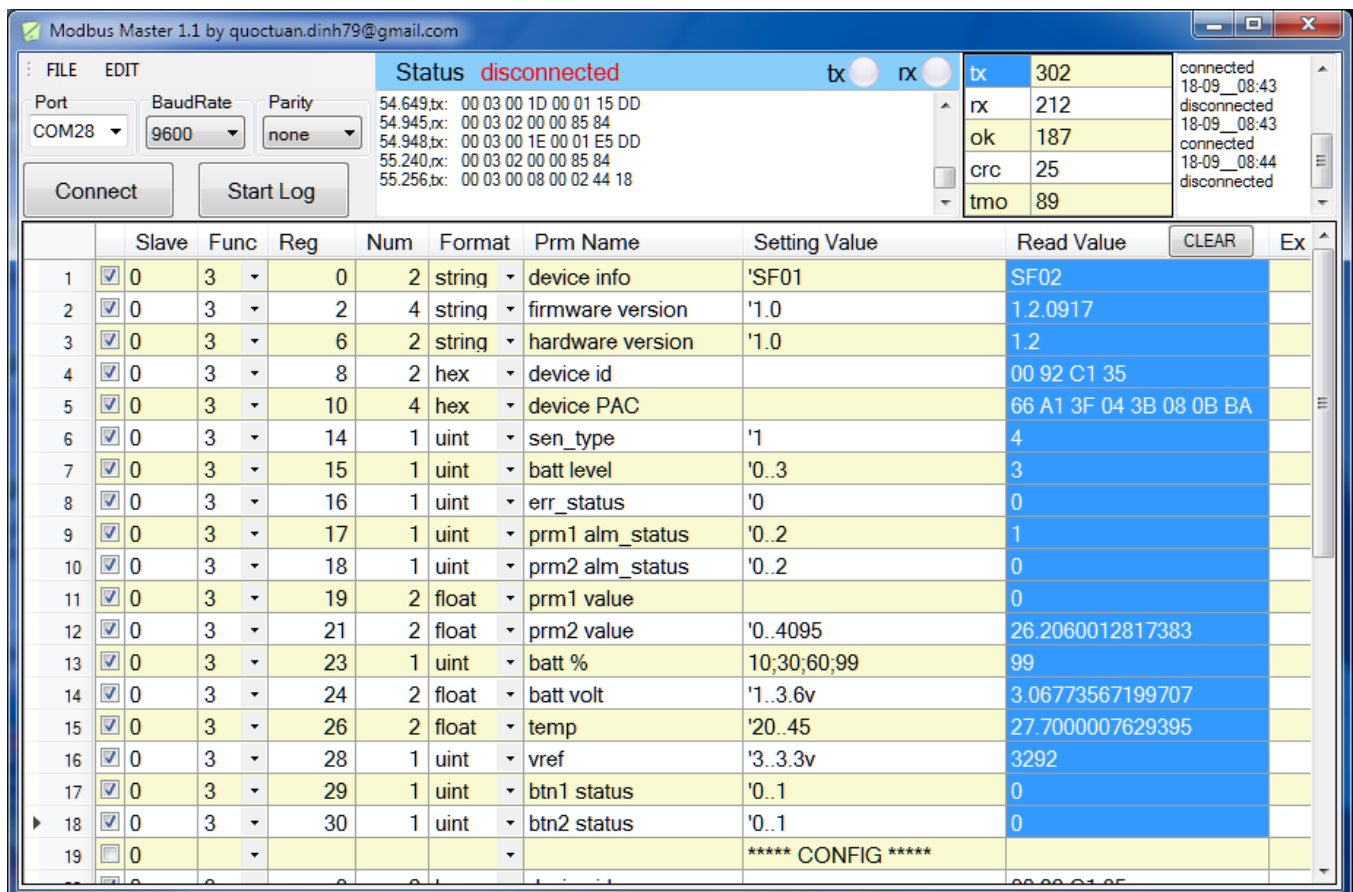 Modbus Master 1.1 by quoctuan.dinh79@gmail.com
FILE EDIT
Port BaudRate Parity
COM28 9600 none
Connect Start Log
Status disconnected tx rx
54.649,tx: 00 03 00 1D 00 01 15 DD
54.945,rx: 00 03 02 00 00 85 84
54.948,tx: 00 03 00 1E 00 01 E5 DD
55.240,rx: 00 03 02 00 00 85 84
55.256,tx: 00 03 00 08 00 02 44 18
tx 302
rx 212
ok 187
crc 25
tmo 89
connected
18-09__08:43
disconnected
18-09__08:43
connected
18-09__08:44
disconnected
Slave Func Reg Num Format Prm Name Setting Value Read Value CLEAR Ex
1 0 3 0 2 string device info 'SF01 SF02
2 0 3 2 4 string firmware version '1.0 1.2.0917
3 0 3 6 2 string hardware version '1.0 1.2
4 0 3 8 2 hex device id 00 92 C1 35
5 0 3 10 4 hex device PAC 66 A1 3F 04 3B 08 0B BA
6 0 3 14 1 uint sen_type '1 4
7 0 3 15 1 uint batt level '0..3 3
8 0 3 16 1 uint err_status '0 0
9 0 3 17 1 uint prm1 alm_status '0..2 1
10 0 3 18 1 uint prm2 alm_status '0..2 0
11 0 3 19 2 float prm1 value 0
12 0 3 21 2 float prm2 value '0..4095 26.2060012817383
13 0 3 23 1 uint batt % 10;30;60;99 99
14 0 3 24 2 float batt volt '1..3.6v 3.06773567199707
15 0 3 26 2 float temp '20..45 27.7000007629395
16 0 3 28 1 uint vref '3..3.3v 3292
17 0 3 29 1 uint btn1 status '0..1 0
18 0 3 30 1 uint btn2 status '0..1 0
19 0 ***** CONFIG *****